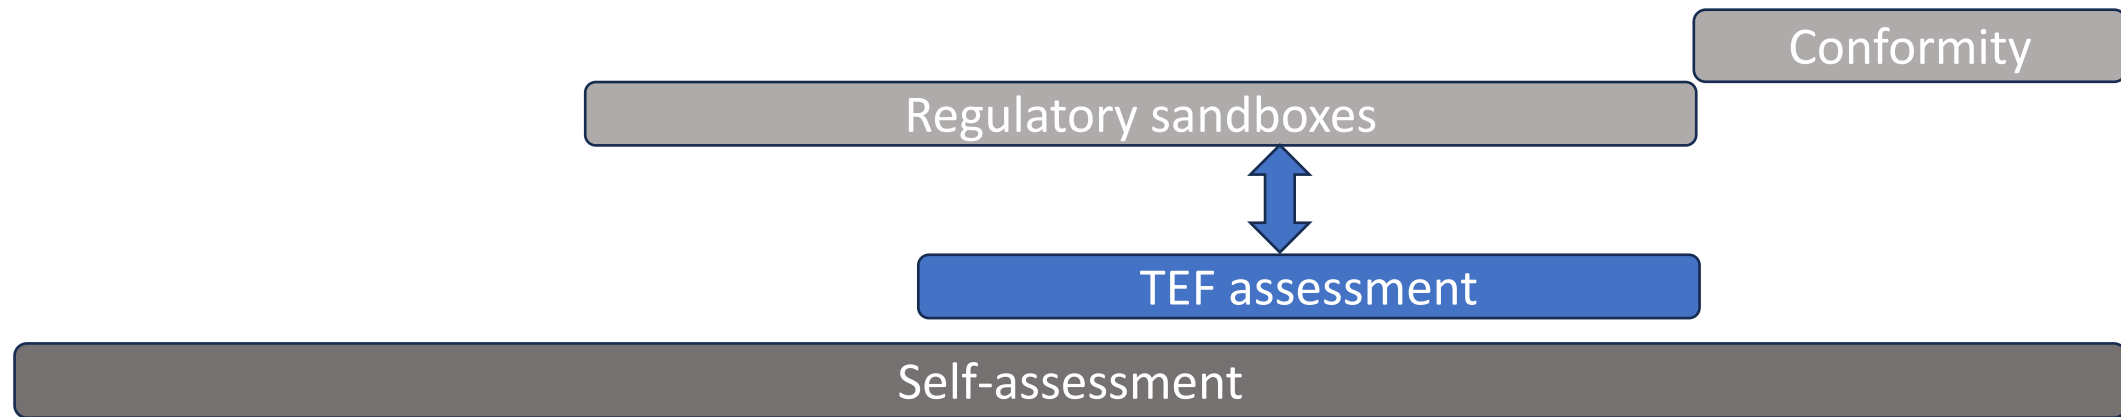 Conformity
Regulatory sandboxes
TEF assessment
Self-assessment